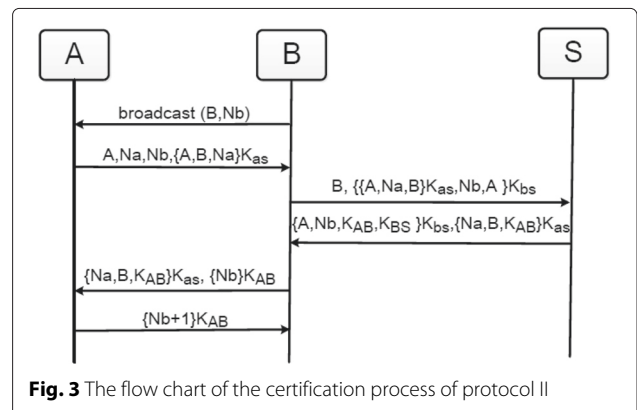 A
B
S
broadcast (B,Nb)
A,Na,Nb,{A,B,Na}Kas
B, {{A,Na,B}Kas,Nb,A }Kbs
{A,Nb,KAB,KBS }Kbs,{Na,B,KAB}Kas
{Na,B,KAB}Kas, {Nb}KAB
{Nb+1}KAB
Fig. 3 The flow chart of the certification process of protocol II